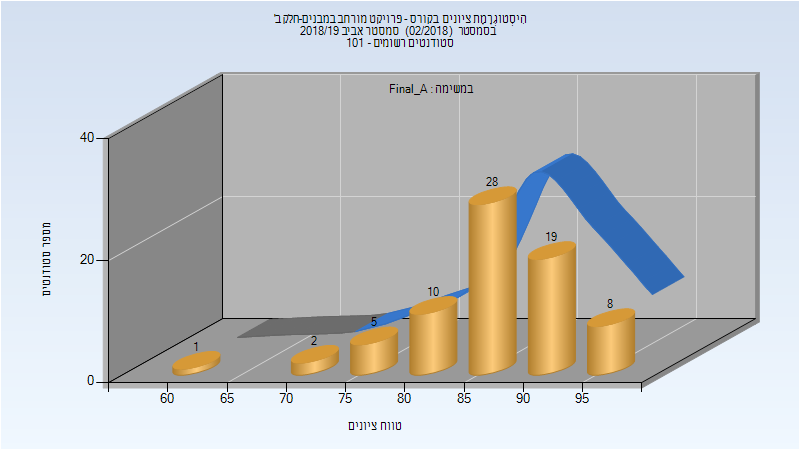 היסטוגרמת ציונים בקורס - פרויקט מורחב במבנים-חלק ב'
בסמסטר (02/2018) סמסטר אביב 2018/19
סטודנטים רשומים - 101
במשימה : Final_A
מספר סטודנטים
40
20
0
1
2
5
10
28
19
8
60 65 70 75 80 85 90 95
טווח ציונים